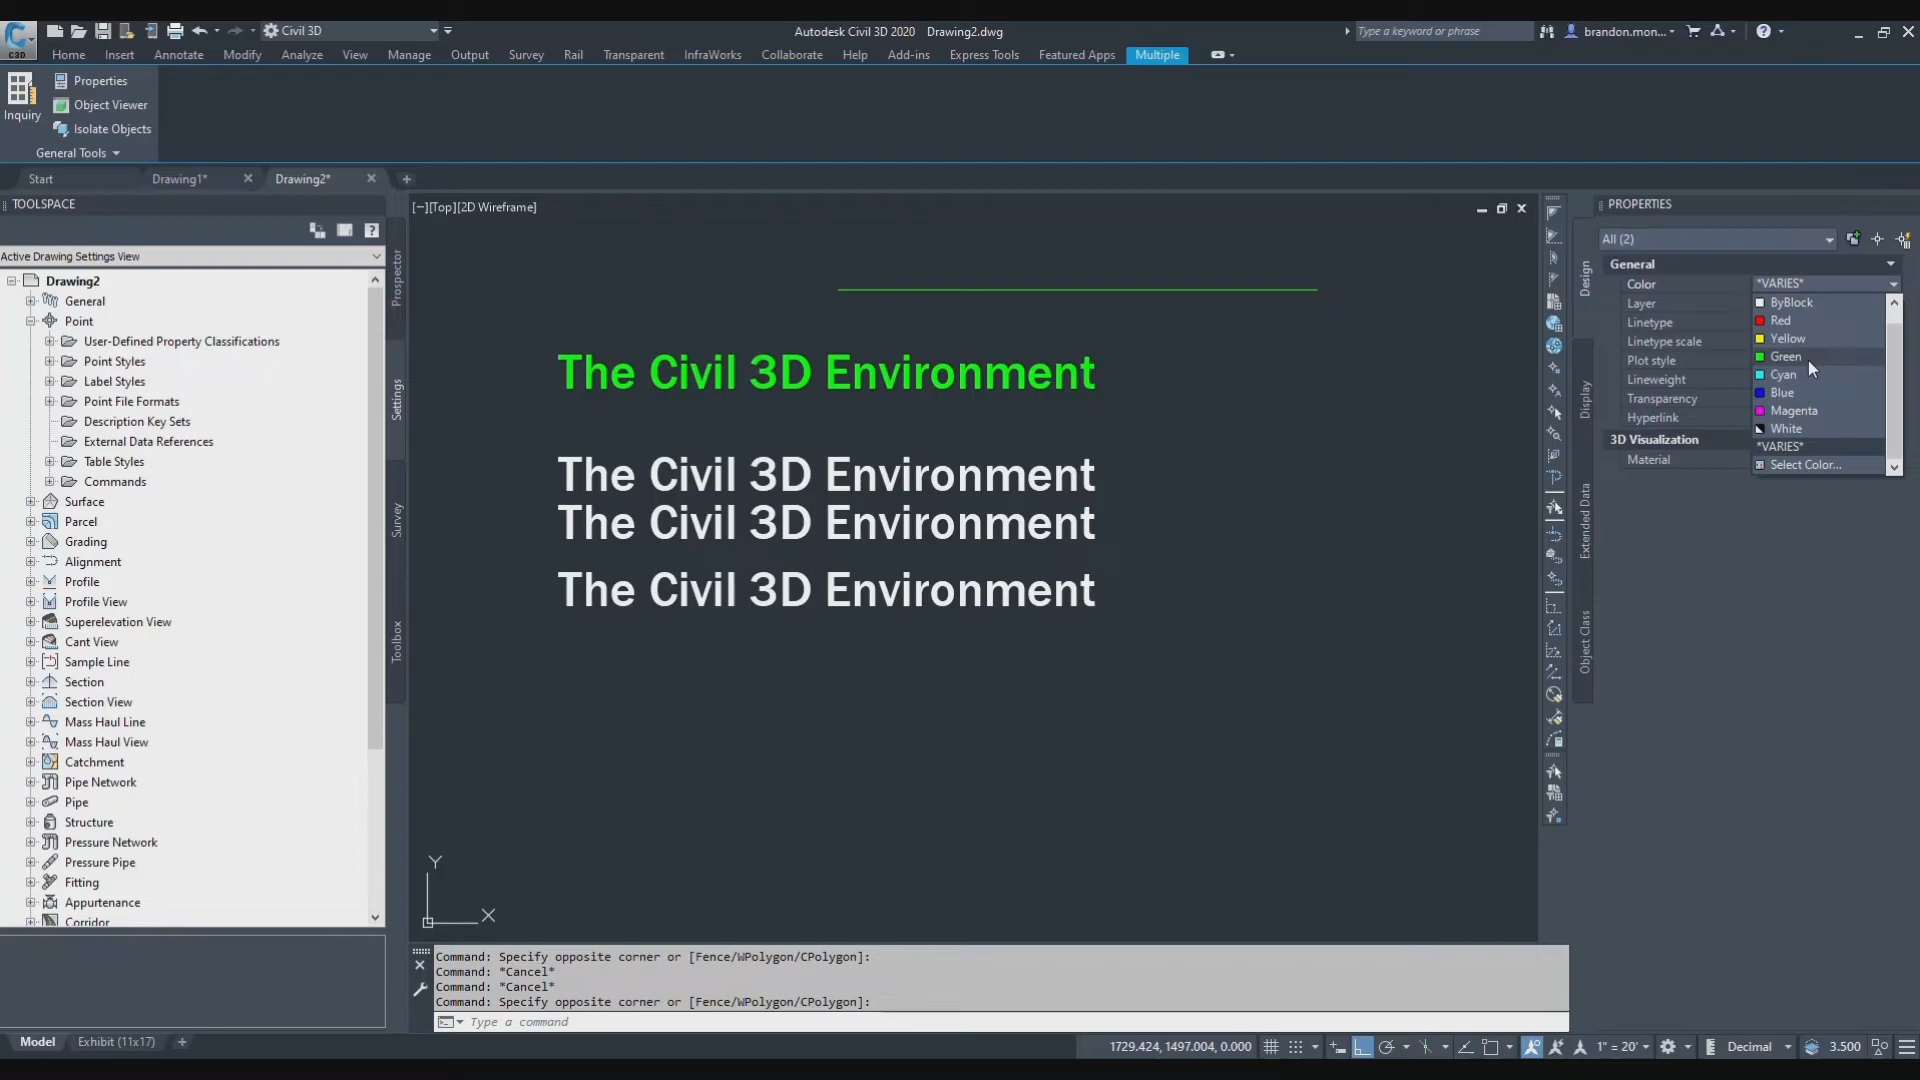 Civil 3D
Autodesk Civil 3D 2020 Drawing2.dwg
Type a keyword or phrase
brandon.mon...
C3D
Home Insert Annotate Modify Analyze View Manage Output Survey Rail Transparent InfraWorks Collaborate Help Add-ins Express Tools Featured Apps Multiple
Inquiry
Properties
Object Viewer
Isolate Objects
General Tools
Start Drawing1* Drawing2*
TOOLSPACE
Active Drawing Settings View
Drawing2
General
Point
User-Defined Property Classifications
Point Styles
Label Styles
Point File Formats
Description Key Sets
External Data References
Table Styles
Commands
Surface
Parcel
Grading
Alignment
Profile
Profile View
Superelevation View
Cant View
Sample Line
Section
Section View
Mass Haul Line
Mass Haul View
Catchment
Pipe Network
Pipe
Structure
Pressure Network
Pressure Pipe
Fitting
Appurtenance
Corridor
Prospector
Settings
Survey
Toolbox
[−][Top][2D Wireframe]
The Civil 3D Environment
The Civil 3D Environment
The Civil 3D Environment
The Civil 3D Environment
Y
X
Command: Specify opposite corner or [Fence/WPolygon/CPolygon]:
Command: *Cancel*
Command: *Cancel*
Command: Specify opposite corner or [Fence/WPolygon/CPolygon]:
Type a command
PROPERTIES
All (2)
General
Color *VARIES*
Layer
Linetype
Linetype scale
Plot style
Lineweight
Transparency
Hyperlink
3D Visualization
Material
ByBlock
Red
Yellow
Green
Cyan
Blue
Magenta
White
*VARIES*
Select Color...
Design
Display
Extended Data
Object Class
Model Exhibit (11x17)
1729.424, 1497.004, 0.000
1" = 20'
Decimal
3.500